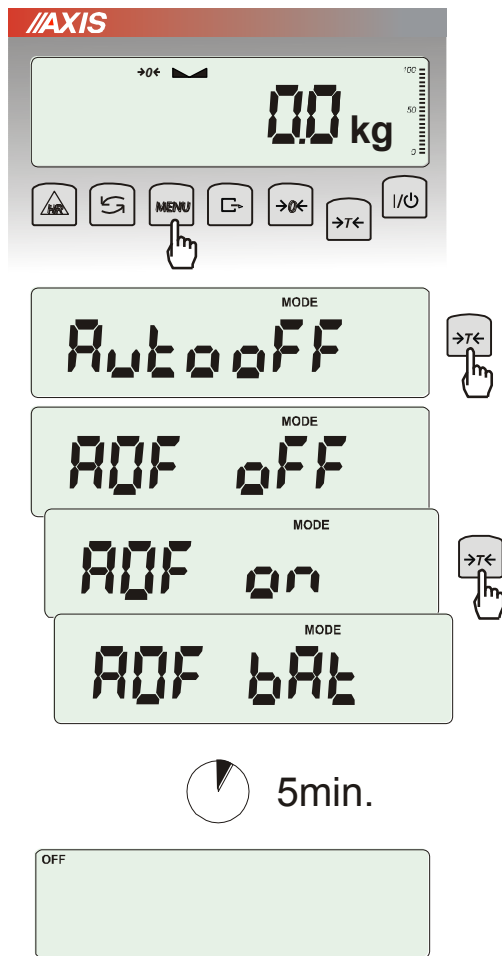 //AXIS
→0←
100
0.0 kg
50
0
HR MENU →0← →T← I/⏻
MODE
AutooFF
→T←
MODE
AOF oFF
MODE
AOF on
→T←
MODE
AOF bAt
5min.
OFF